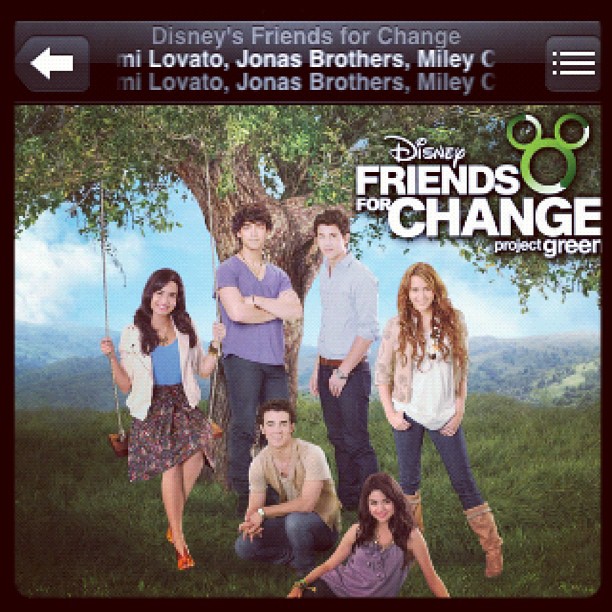 Disney's Friends for Change
mi Lovato, Jonas Brothers, Miley C
mi Lovato, Jonas Brothers, Miley C
Disney
FRIENDS
FOR CHANGE
project green